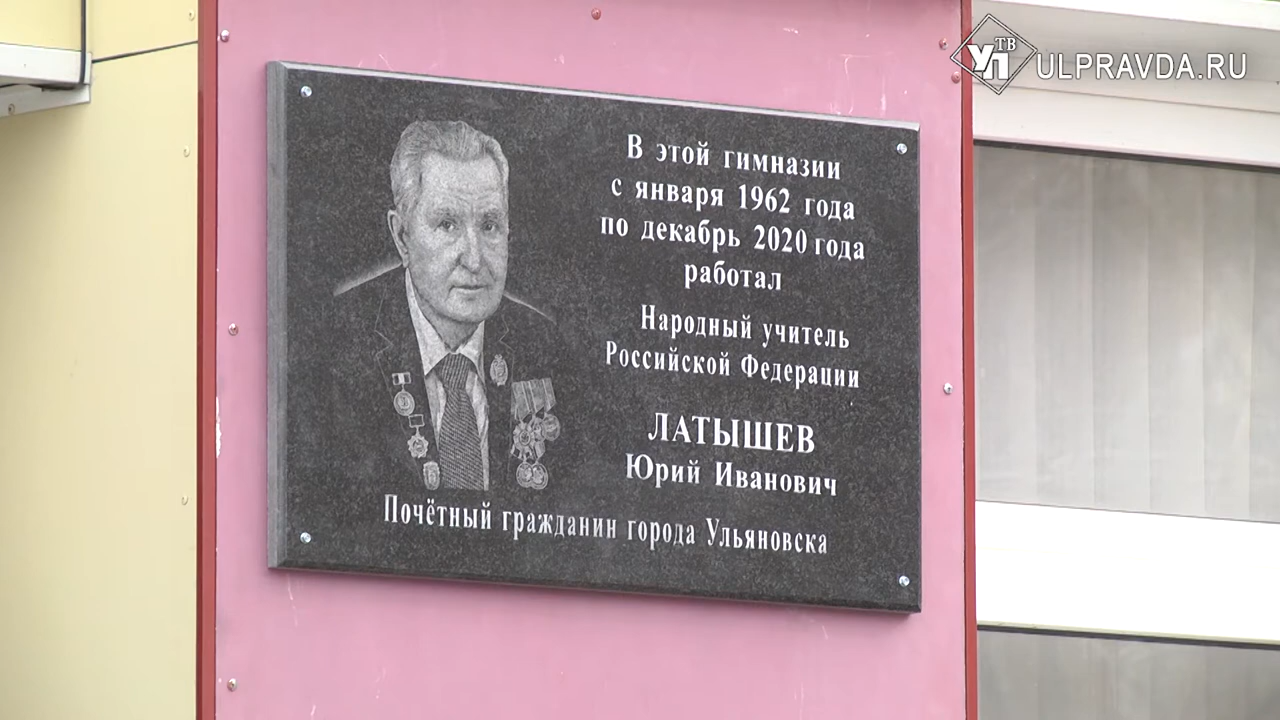 УП ТВ ULPRAVDA.RU
В этой гимназии
с января 1962 года
по декабрь 2020 года
работал
Народный учитель
Российской Федерации
ЛАТЫШЕВ
Юрий Иванович
Почётный гражданин города Ульяновска